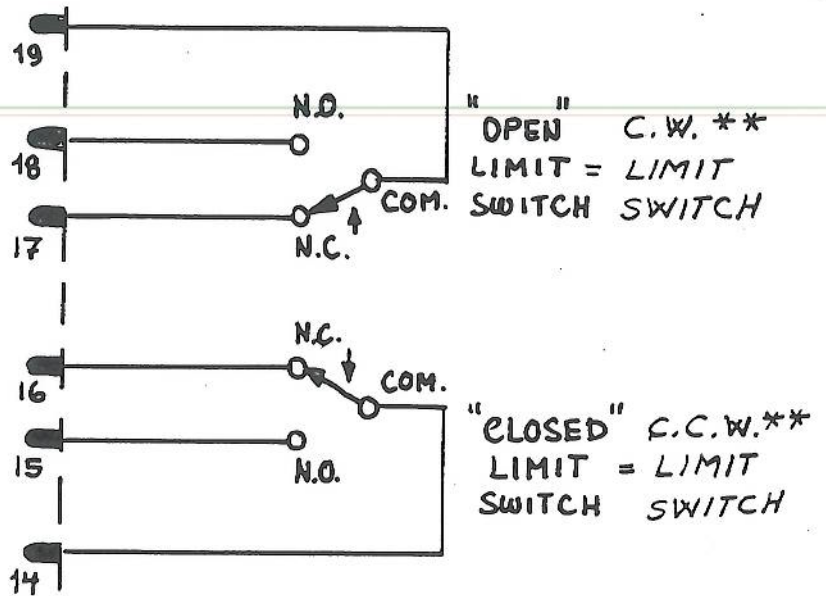 19
N.O.
18
COM.
17
N.C.
"OPEN" C.W. **
LIMIT = LIMIT
SWITCH SWITCH
N.C.
16
COM.
15
N.O.
14
"CLOSED" C.C.W. **
LIMIT = LIMIT
SWITCH SWITCH